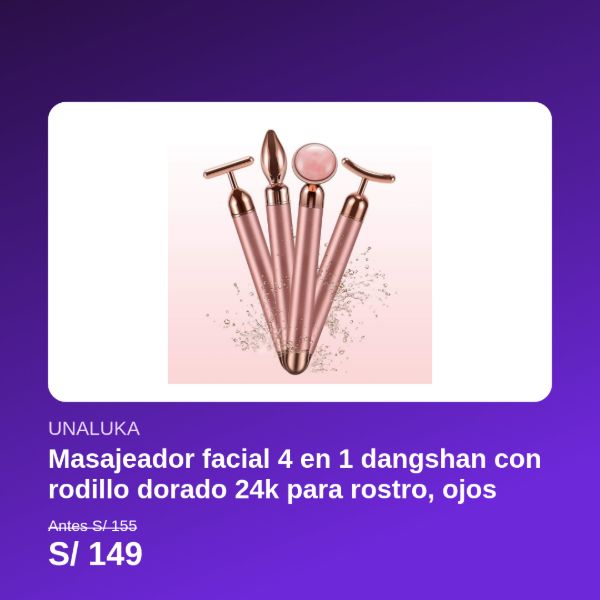 UNALUKA
Masajeador facial 4 en 1 dangshan con
rodillo dorado 24k para rostro, ojos
Antes S/ 155
S/ 149